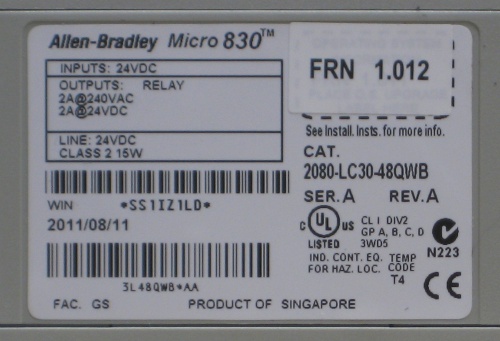 Allen-Bradley Micro 830™
FRN 1.012
INPUTS: 24VDC
OUTPUTS: RELAY
2A@240VAC
2A@24VDC
LINE: 24VDC
CLASS 2 15W
See Install. Insts. for more info.
CAT.
2080-LC30-48QWB
SER. A REV. A
WIN *SS1IZ1LD*
2011/08/11
C UL US
LISTED
CL I DIV2
GP A, B, C, D
3WD5
N223
IND. CONT. EQ.
FOR HAZ. LOC.
TEMP
CODE
T4
CE
3L48QWB*AA
FAC. GS PRODUCT OF SINGAPORE